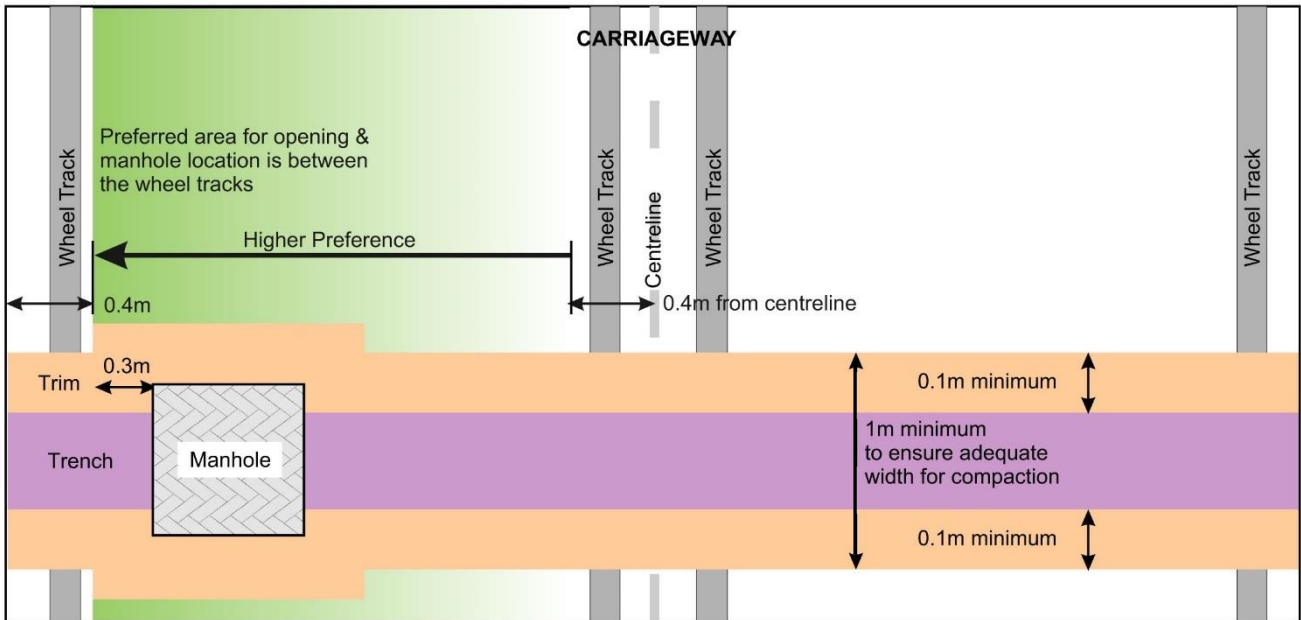 CARRIAGEWAY
Wheel Track
Preferred area for opening &
manhole location is between
the wheel tracks
Higher Preference
Wheel Track
Centreline
Wheel Track
Wheel Track
0.4m
0.4m from centreline
0.3m
Trim
0.1m minimum
Trench
Manhole
1m minimum
to ensure adequate
width for compaction
0.1m minimum